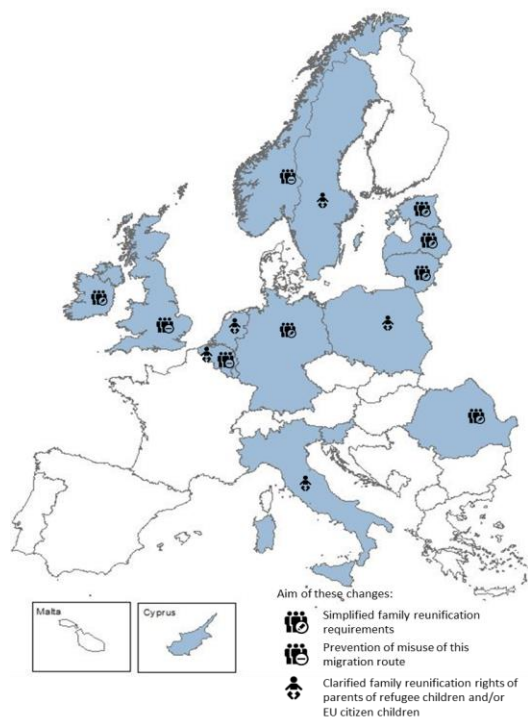 Malta
Cyprus
Aim of these changes:
Simplified family reunification
requirements
Prevention of misuse of this
migration route
Clarified family reunification rights of
parents of refugee children and/or
EU citizen children